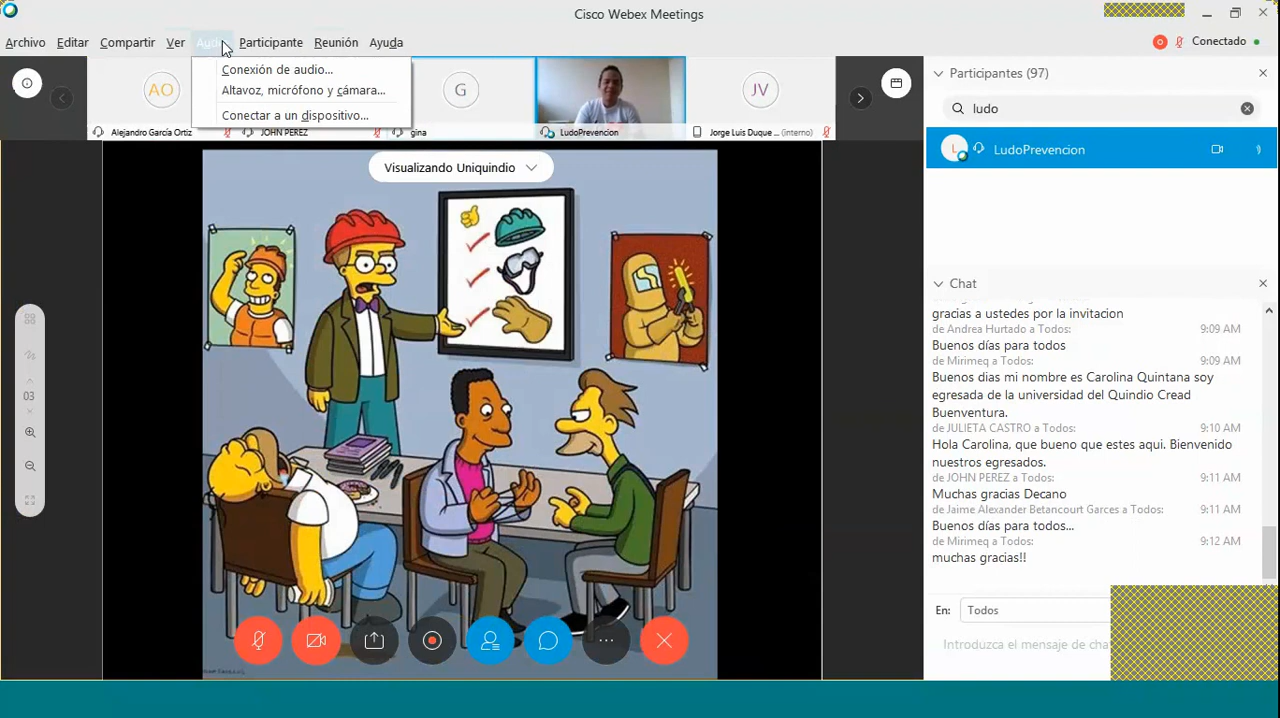 Cisco Webex Meetings
Archivo Editar Compartir Ver Audio Participante Reunión Ayuda
Conectado
Conexión de audio...
Altavoz, micrófono y cámara...
Conectar a un dispositivo...
AO
G
JV
Alejandro García Ortiz
JOHN PEREZ
gina
LudoPrevencion
Jorge Luis Duque ... (interno)
Visualizando Uniquindio
03
Participantes (97)
ludo
L
LudoPrevencion
Chat
gracias a ustedes por la invitacion
de Andrea Hurtado a Todos: 9:09 AM
Buenos días para todos
de Mirimeq a Todos: 9:09 AM
Buenos dias mi nombre es Carolina Quintana soy
egresada de la universidad del Quindio Cread
Buenventura.
de JULIETA CASTRO a Todos: 9:10 AM
Hola Carolina, que bueno que estes aqui. Bienvenido
nuestros egresados.
de JOHN PEREZ a Todos: 9:11 AM
Muchas gracias Decano
de Jaime Alexander Betancourt Garces a Todos: 9:11 AM
Buenos días para todos...
de Mirimeq a Todos: 9:12 AM
muchas gracias!!
En: Todos
Introduzca el mensaje de cha